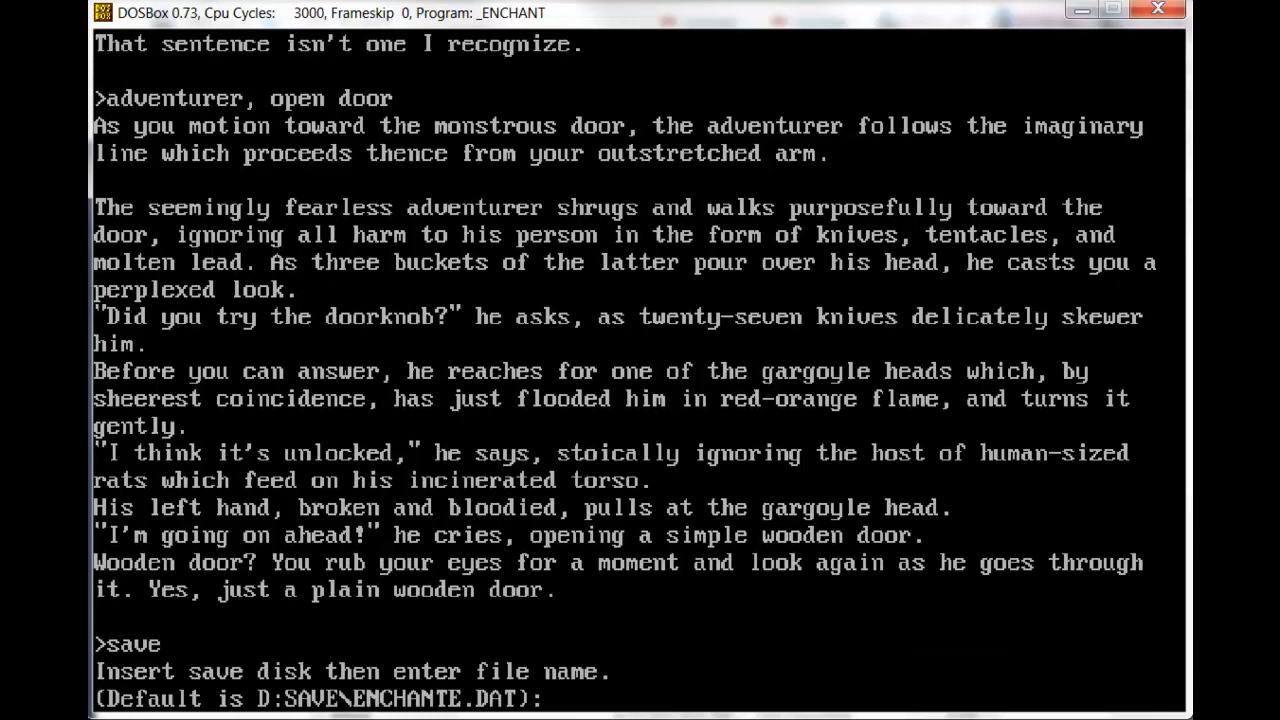 DOSBox 0.73, Cpu Cycles: 3000, Frameskip 0, Program: _ENCHANT
That sentence isn't one I recognize.
>adventurer, open door
As you motion toward the monstrous door, the adventurer follows the imaginary
line which proceeds thence from your outstretched arm.
The seemingly fearless adventurer shrugs and walks purposefully toward the
door, ignoring all harm to his person in the form of knives, tentacles, and
molten lead. As three buckets of the latter pour over his head, he casts you a
perplexed look.
"Did you try the doorknob?" he asks, as twenty-seven knives delicately skewer
him.
Before you can answer, he reaches for one of the gargoyle heads which, by
sheerest coincidence, has just flooded him in red-orange flame, and turns it
gently.
"I think it's unlocked," he says, stoically ignoring the host of human-sized
rats which feed on his incinerated torso.
His left hand, broken and bloodied, pulls at the gargoyle head.
"I'm going on ahead!" he cries, opening a simple wooden door.
Wooden door? You rub your eyes for a moment and look again as he goes through
it. Yes, just a plain wooden door.
>save
Insert save disk then enter file name.
(Default is D:SAVE\ENCHANTE.DAT):